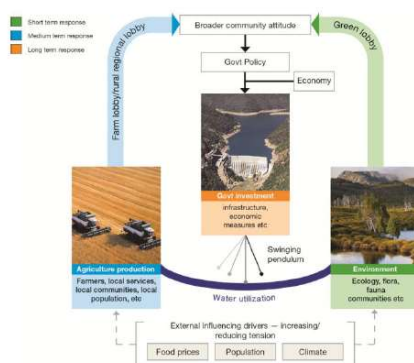 Short term response
Medium term response
Long term response
Broader community attitude
Govt Policy
Economy
Farm lobby/rural regional lobby
Green lobby
Govt investment
infrastructure,
economic
measures etc
Swinging
pendulum
Agriculture production
Farmers, local services,
local communities, local
population, etc
Environment
Ecology, flora,
fauna
communities etc
Water utilization
External influencing drivers — increasing/
reducing tension
Food prices
Population
Climate